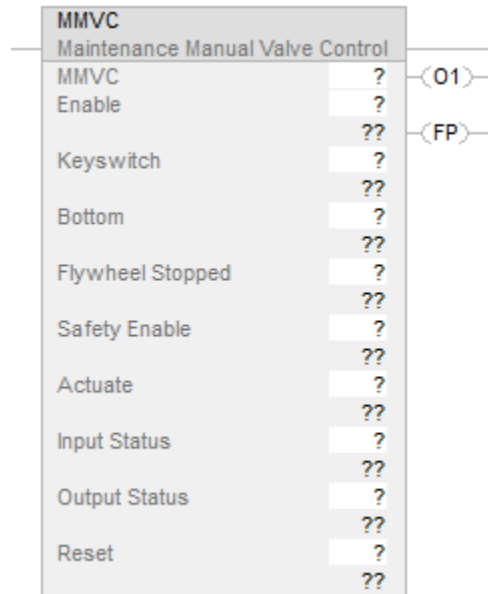 MMVC
Maintenance Manual Valve Control
MMVC ? (O1)
Enable ?
?? (FP)
Keyswitch ?
??
Bottom ?
??
Flywheel Stopped ?
??
Safety Enable ?
??
Actuate ?
??
Input Status ?
??
Output Status ?
??
Reset ?
??